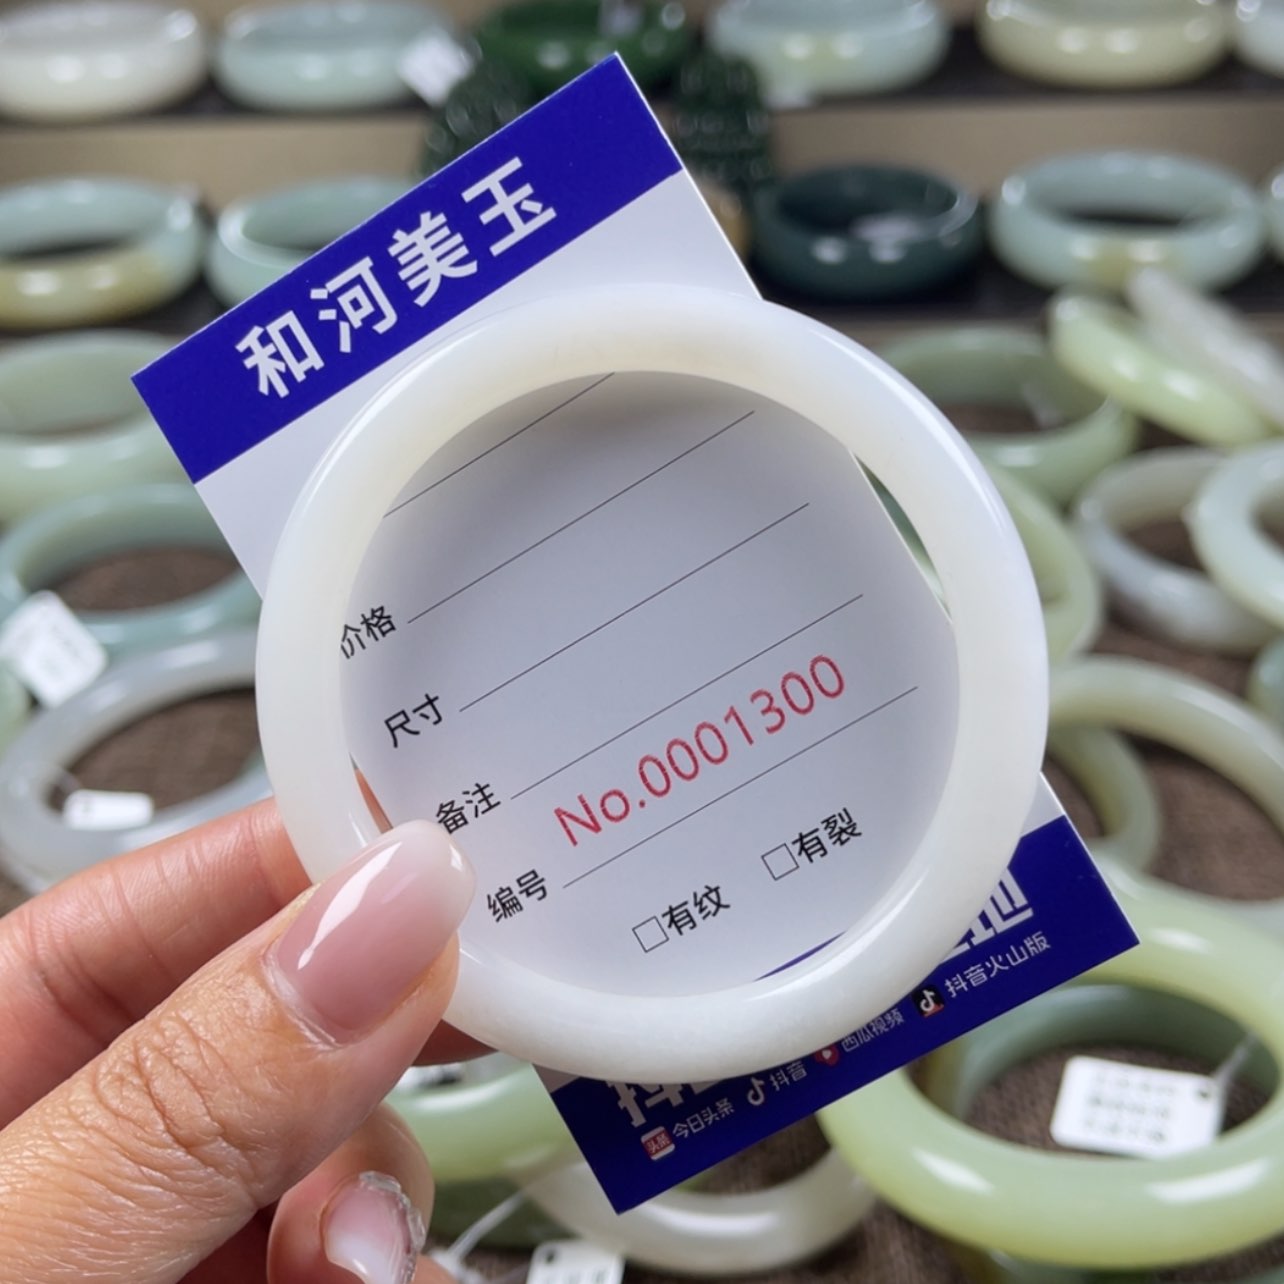 和河美玉
价格
尺寸
备注
编号 No.0001300
□有纹 □有裂
今日头条 抖音 西瓜视频 抖音火山版